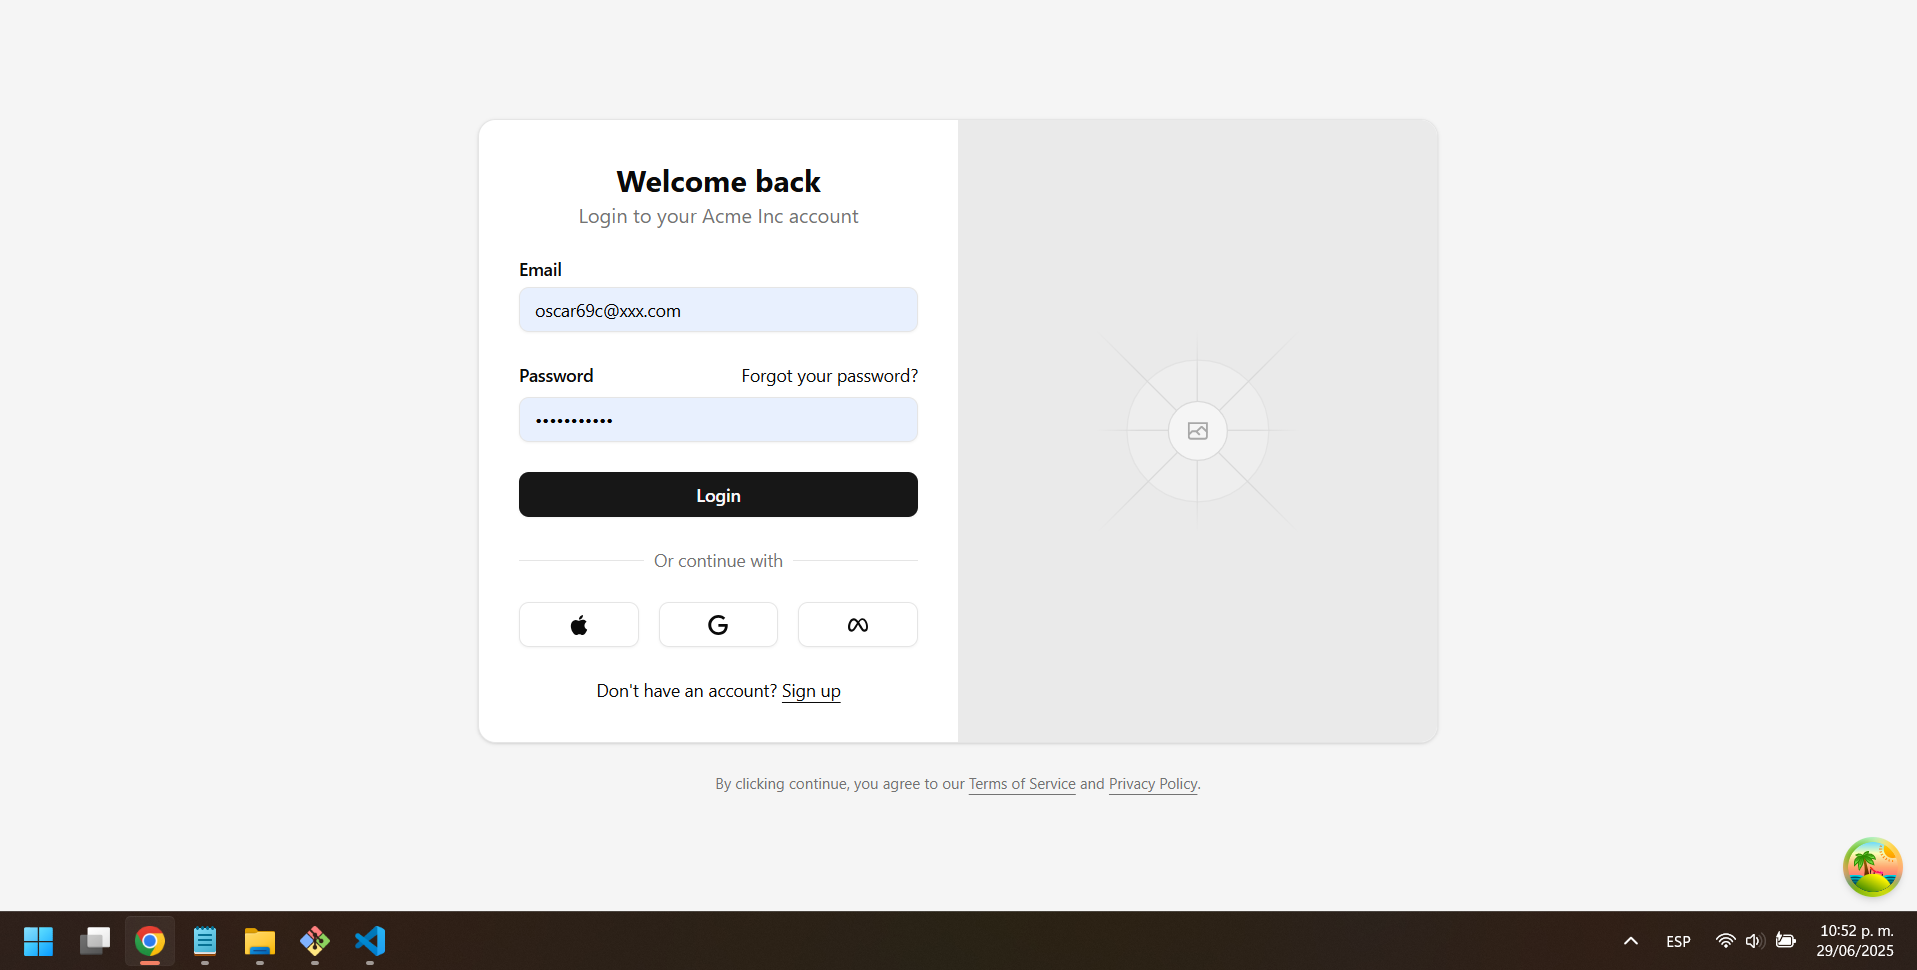 Welcome back
Login to your Acme Inc account
Email
oscar69c@xxx.com
Password
Forgot your password?
•••••••••••
Login
Or continue with
Don't have an account? Sign up
By clicking continue, you agree to our Terms of Service and Privacy Policy.
ESP
10:52 p. m.
29/06/2025